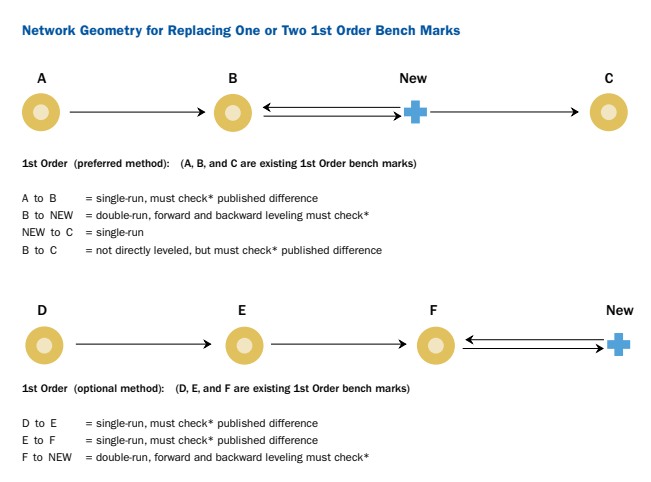 Network Geometry for Replacing One or Two 1st Order Bench Marks
A B New C
1st Order (preferred method): (A, B, and C are existing 1st Order bench marks)
A to B = single-run, must check* published difference
B to NEW = double-run, forward and backward leveling must check*
NEW to C = single-run
B to C = not directly leveled, but must check* published difference
D E F New
1st Order (optional method): (D, E, and F are existing 1st Order bench marks)
D to E = single-run, must check* published difference
E to F = single-run, must check* published difference
F to NEW = double-run, forward and backward leveling must check*